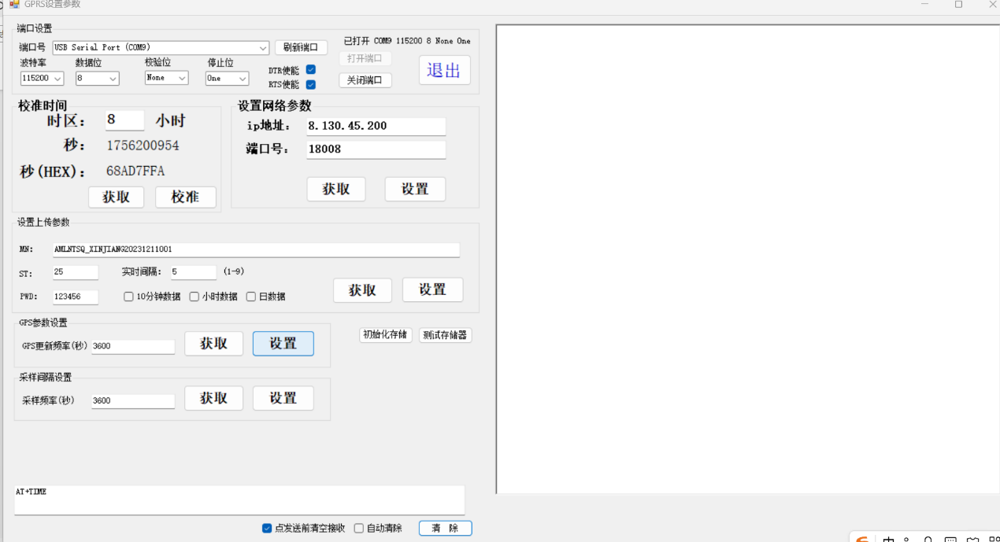 GPRS设置参数
端口设置
端口号 USB Serial Port (COM9) 刷新端口 已打开 COM9 115200 8 None One
波特率 数据位 校验位 停止位 DTR使能 打开端口 退出
115200 8 None One RTS使能 关闭端口
校准时间 设置网络参数
时区： 8 小时 ip地址： 8.130.45.200
秒： 1756200954 端口号： 18008
秒(HEX)： 68AD7FFA
获取 校准 获取 设置
设置上传参数
MN: AMLNTSQ_XINJIANG20231211001
ST: 25 实时间隔： 5 (1-9)
获取 设置
PWD: 123456 10分钟数据 小时数据 日数据
GPS参数设置
初始化存储 测试存储器
GPS更新频率(秒) 3600 获取 设置
采样间隔设置
采样频率(秒) 3600 获取 设置
AT+TIME
点发送前清空接收 自动清除 清 除
中